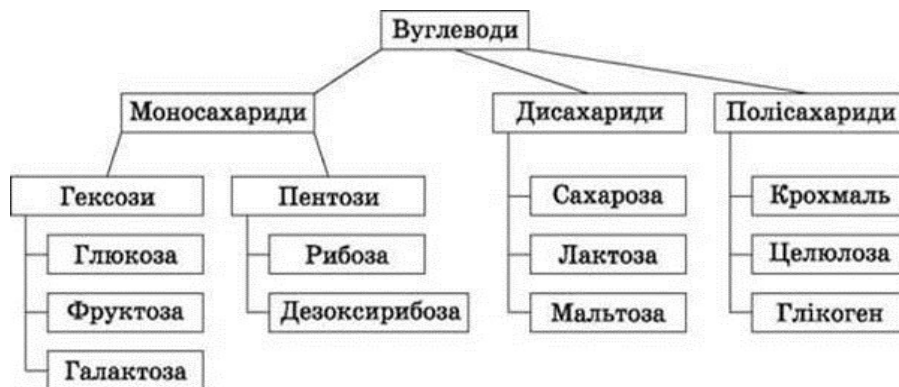 Вуглеводи
Моносахариди
Дисахариди
Полісахариди
Гексози
Пентози
Сахароза
Крохмаль
Глюкоза
Рибоза
Лактоза
Целюлоза
Фруктоза
Дезоксирибоза
Мальтоза
Глікоген
Галактоза